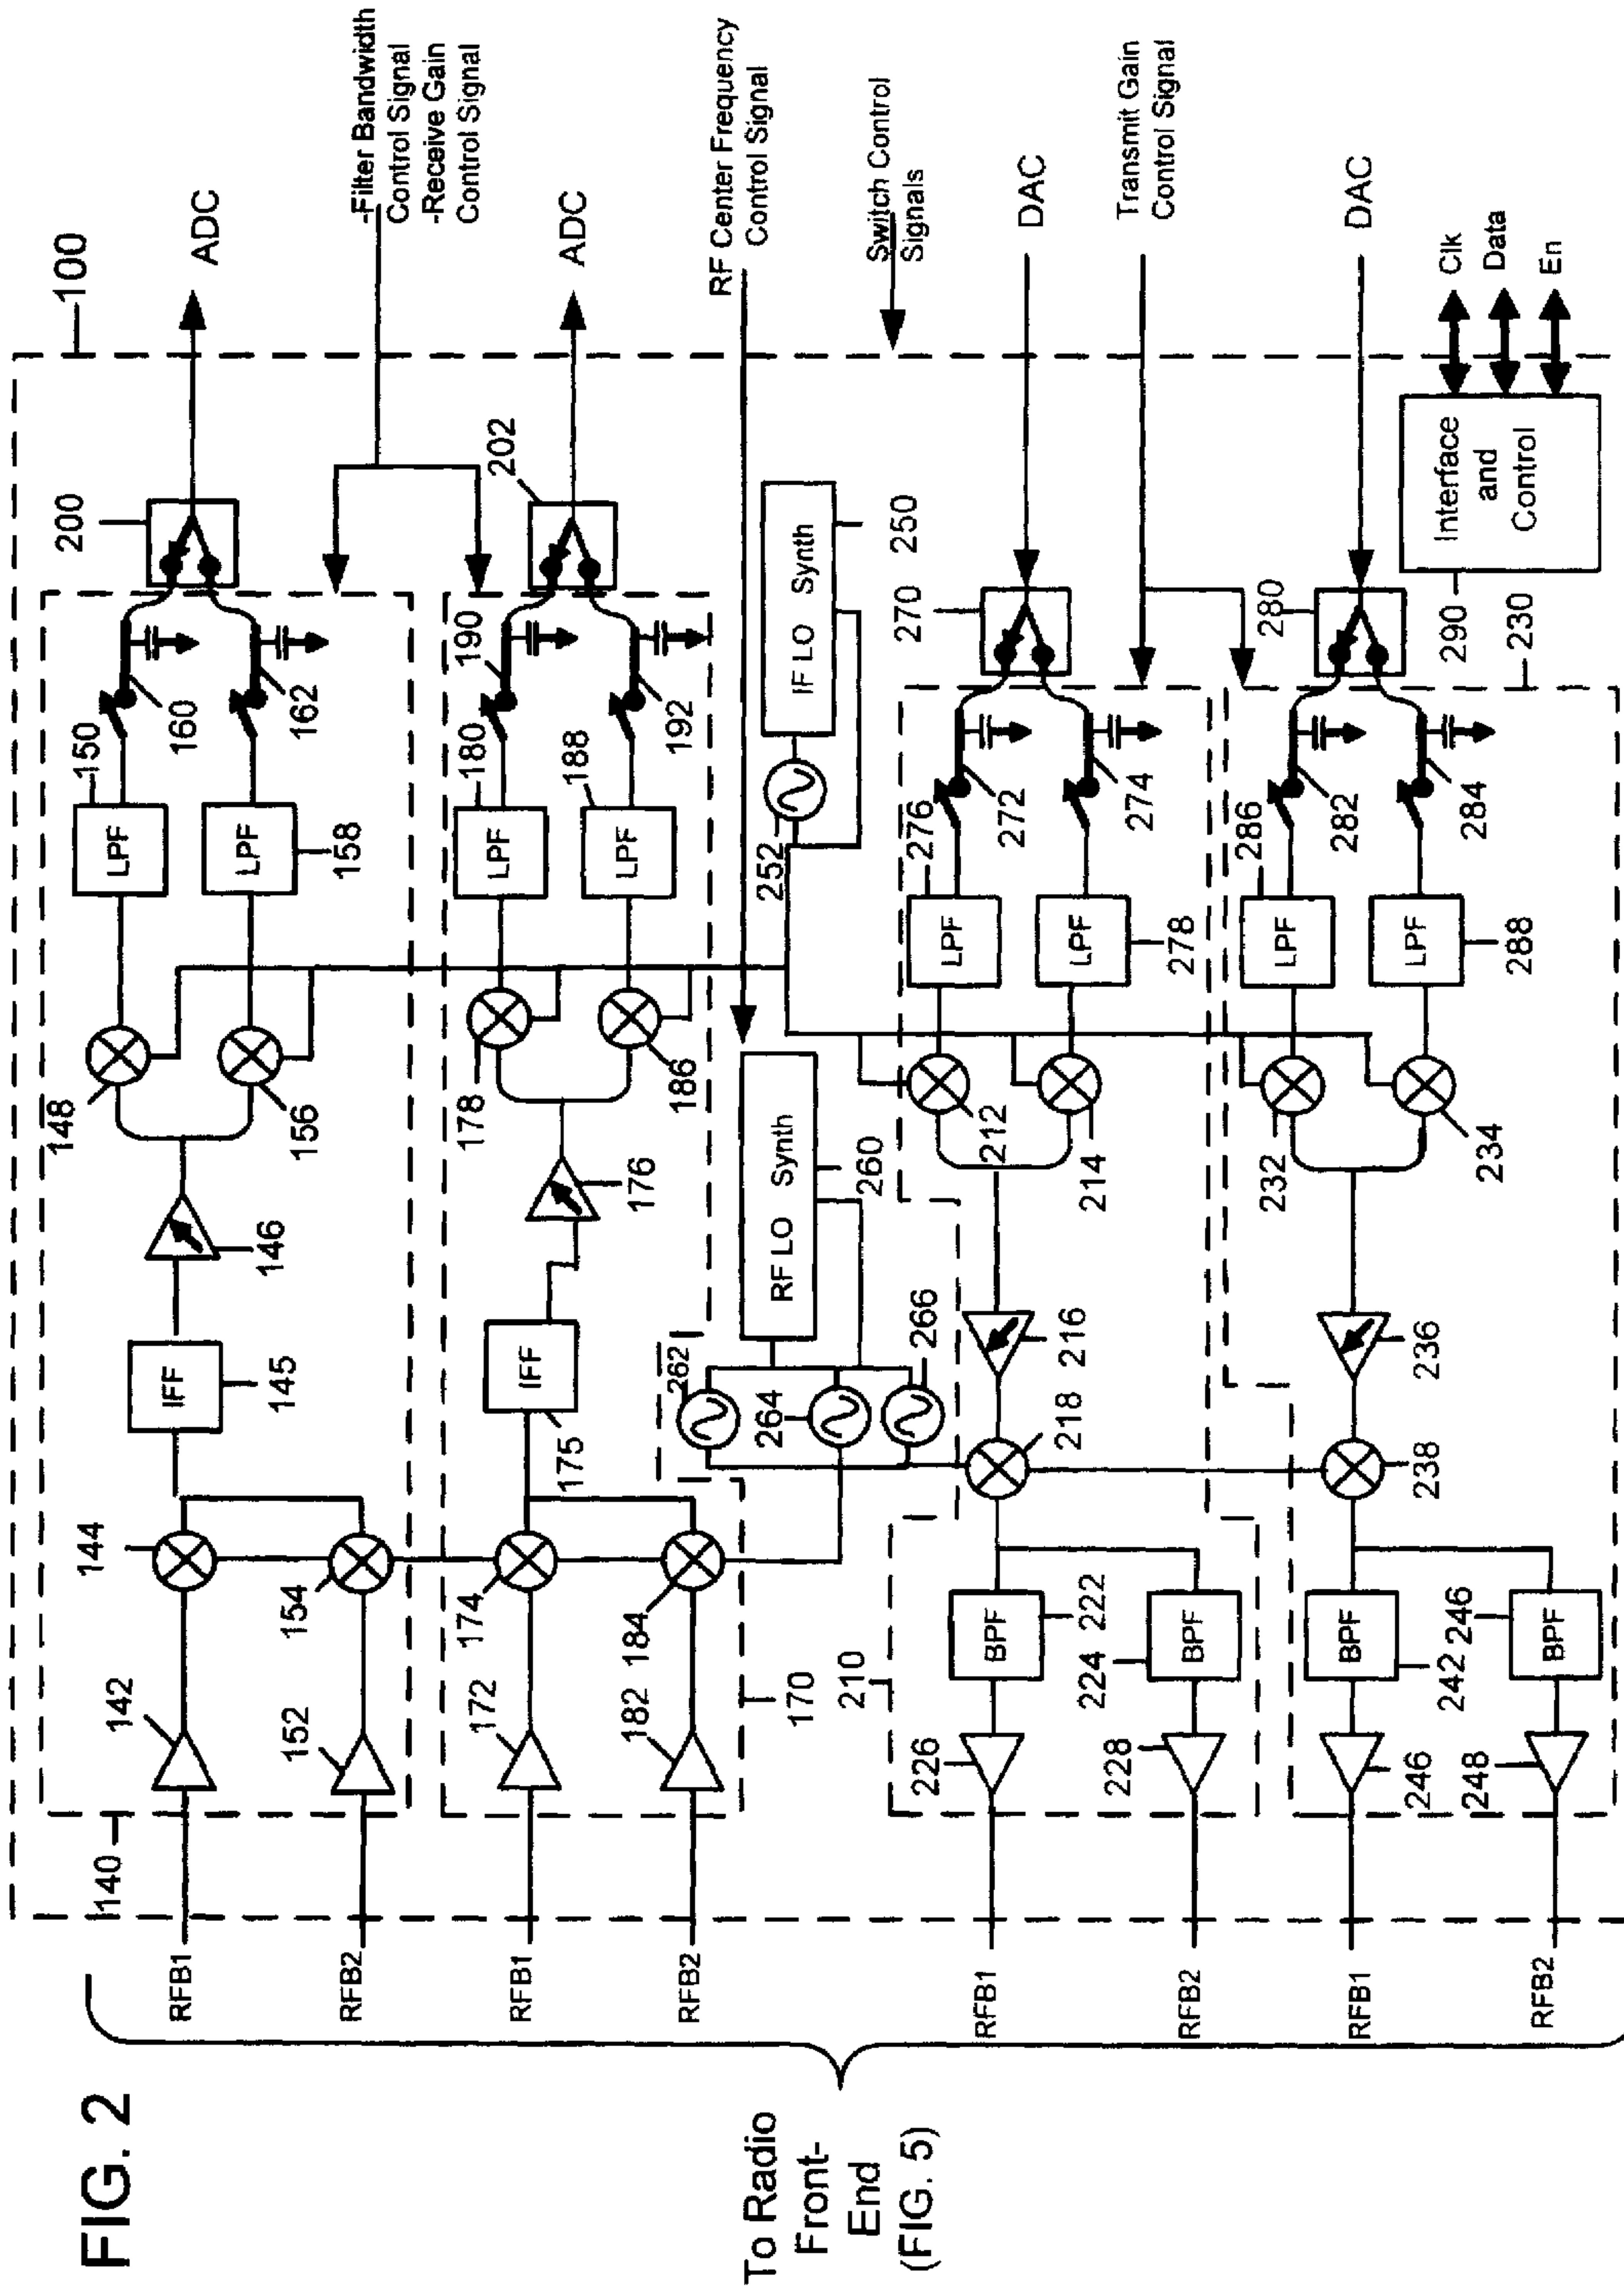 FIG. 2
To Radio
Front-
End
(FIG. 5)
100
140
RFB1
142
144
IFF
145
146
148
LPF
150
160
200
ADC
RFB2
152
154
156
LPF
158
162
-Filter Bandwidth
Control Signal
-Receive Gain
Control Signal
RFB1
172
174
IFF
175
176
178
LPF
180
190
202
ADC
RFB2
182
184
186
LPF
188
192
170
RF Center Frequency
Control Signal
262
264
266
RF LO Synth
260
252
IF LO Synth
250
Switch Control
Signals
210
RFB1
226
BPF
222
218
216
212
LPF
276
272
270
DAC
RFB2
228
BPF
224
214
LPF
278
274
Transmit Gain
Control Signal
RFB1
246
BPF
242
238
236
232
LPF
286
282
280
DAC
RFB2
248
BPF
246
234
LPF
288
284
230
290
Interface
and
Control
Clk
Data
En